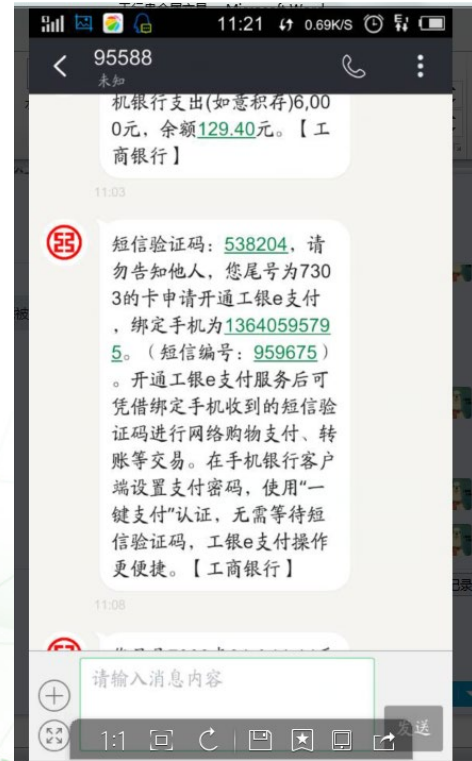 11:21 0.69K/S
95588
未知
机银行支出(如意积存)6,00
0元，余额129.40元。【工
商银行】
11:03
短信验证码：538204，请
勿告知他人，您尾号为730
3的卡申请开通工银e支付
，绑定手机为1364059579
5。（短信编号：959675）
。开通工银e支付服务后可
凭借绑定手机收到的短信验
证码进行网络购物支付、转
账等交易。在手机银行客户
端设置支付密码，使用“一
键支付”认证，无需等待短
信验证码，工银e支付操作
更便捷。【工商银行】
11:08
请输入消息内容
发送
1:1